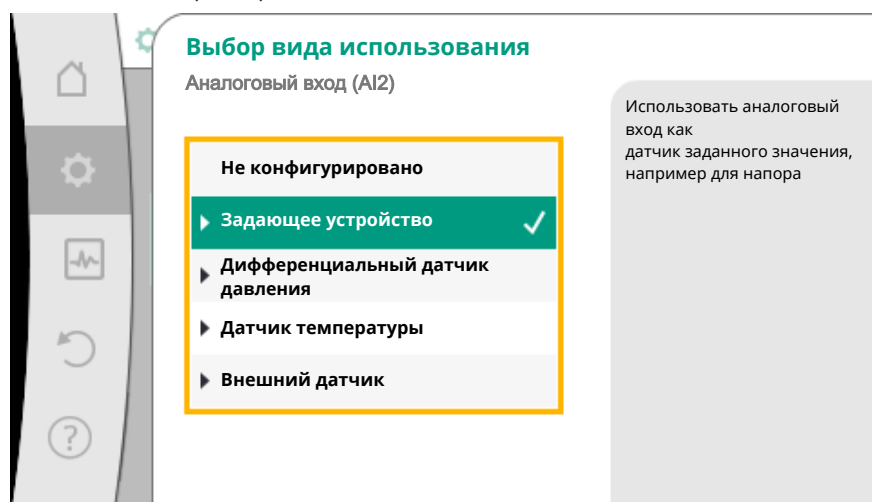 Выбор вида использования
Аналоговый вход (AI2)
Не конфигурировано
Задающее устройство
Дифференциальный датчик
давления
Датчик температуры
Внешний датчик
Использовать аналоговый
вход как
датчик заданного значения,
например для напора
?